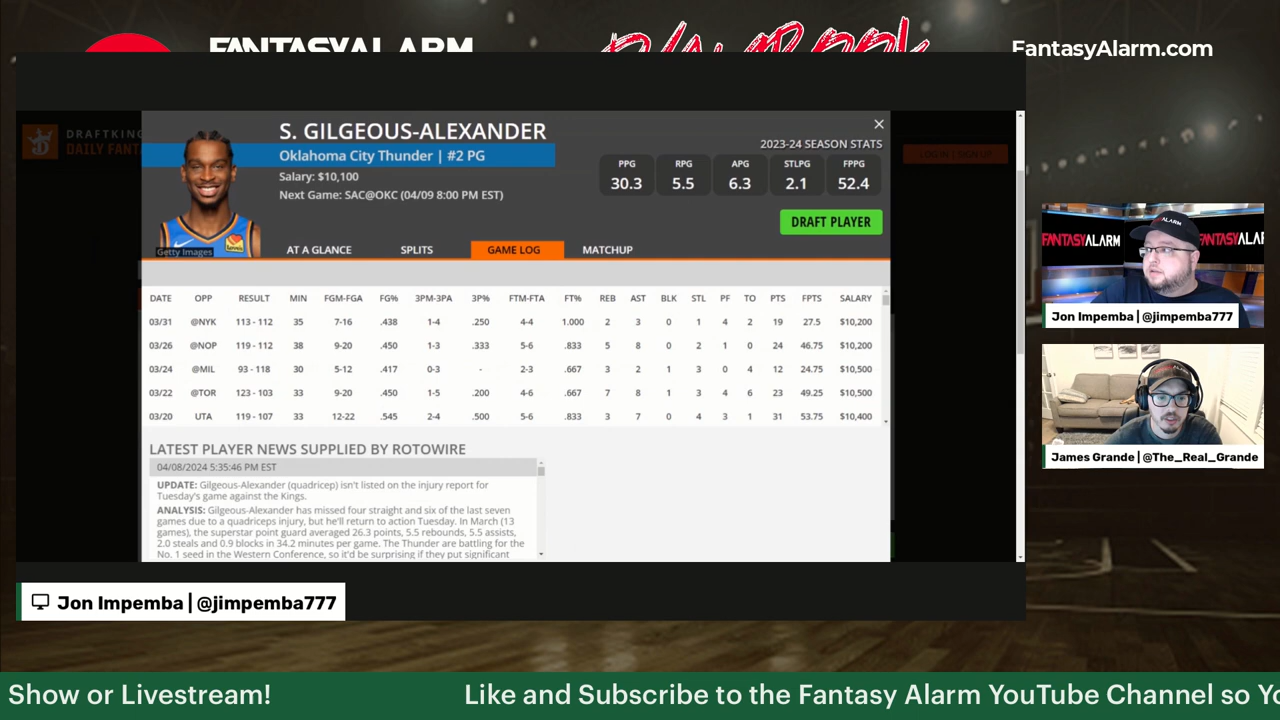 FANTASYALARM
PLAYBOOK
FantasyAlarm.com
DRAFTKING
DAILY FANT
LOG IN | SIGN UP
S. GILGEOUS-ALEXANDER
Oklahoma City Thunder | #2 PG
Salary: $10,100
Next Game: SAC@OKC (04/09 8:00 PM EST)
Getty Images
2023-24 SEASON STATS
PPG RPG APG STLPG FPPG
30.3 5.5 6.3 2.1 52.4
DRAFT PLAYER
AT A GLANCE SPLITS GAME LOG MATCHUP
DATE OPP RESULT MIN FGM-FGA FG% 3PM-3PA 3P% FTM-FTA FT% REB AST BLK STL PF TO PTS FPTS SALARY
03/31 @NYK 113 - 112 35 7-16 .438 1-4 .250 4-4 1.000 2 3 0 1 4 2 19 27.5 $10,200
03/26 @NOP 119 - 112 38 9-20 .450 1-3 .333 5-6 .833 5 8 0 2 1 0 24 46.75 $10,200
03/24 @MIL 93 - 118 30 5-12 .417 0-3 - 2-3 .667 3 2 1 3 0 4 12 24.75 $10,500
03/22 @TOR 123 - 103 33 9-20 .450 1-5 .200 4-6 .667 3 8 1 3 4 6 23 49.25 $10,500
03/20 UTA 119 - 107 33 12-22 .545 2-4 .500 5-6 .833 3 7 0 4 3 1 31 53.75 $10,400
LATEST PLAYER NEWS SUPPLIED BY ROTOWIRE
04/08/2024 5:35:46 PM EST
UPDATE: Gilgeous-Alexander (quadricep) isn't listed on the injury report for
Tuesday's game against the Kings.
ANALYSIS: Gilgeous-Alexander has missed four straight and six of the last seven
games due to a quadriceps injury, but he'll return to action Tuesday. In March (13
games), the superstar point guard averaged 26.3 points, 5.5 rebounds, 5.5 assists,
2.0 steals and 0.9 blocks in 34.2 minutes per game. The Thunder are battling for the
No. 1 seed in the Western Conference, so it'd be surprising if they put significant
FANTASYALARM
FANTASYALAR
Jon Impemba | @jimpemba777
James Grande | @The_Real_Grande
Jon Impemba | @jimpemba777
Show or Livestream! Like and Subscribe to the Fantasy Alarm YouTube Channel so Yo